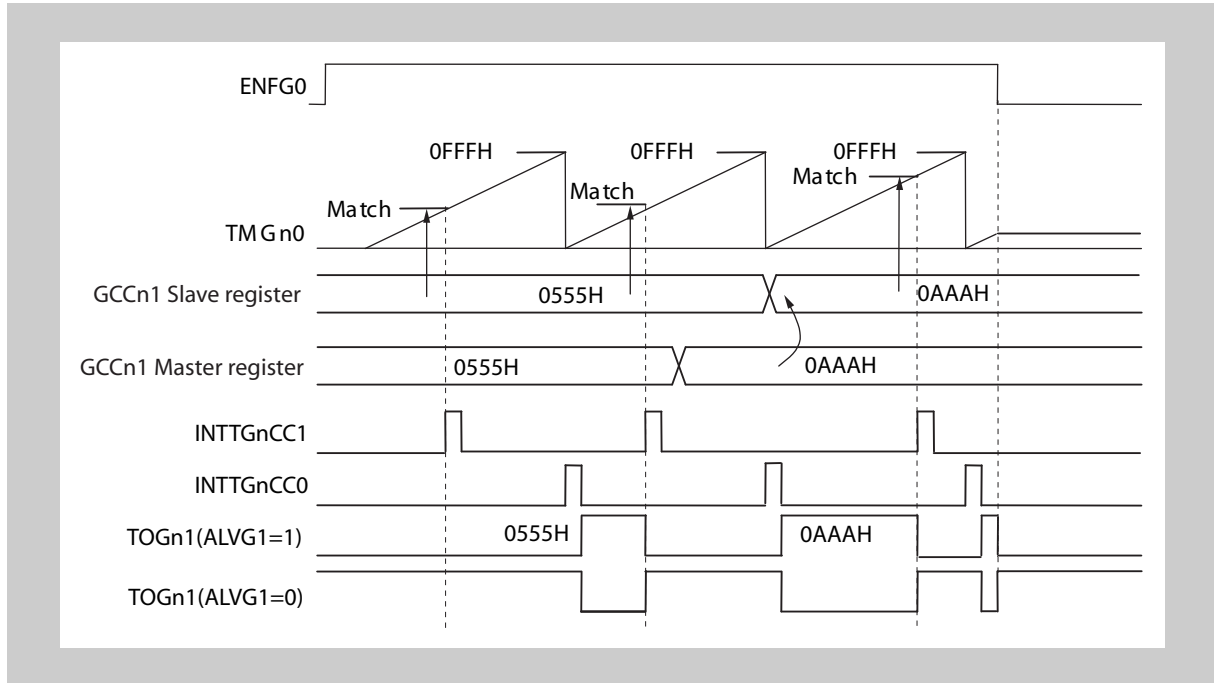 ENFG0
0FFFH 0FFFH 0FFFH
Match Match Match
TMGn0
GCCn1 Slave register 0555H 0AAAH
GCCn1 Master register 0555H 0AAAH
INTTGnCC1
INTTGnCC0
TOGn1(ALVG1=1) 0555H 0AAAH
TOGn1(ALVG1=0)